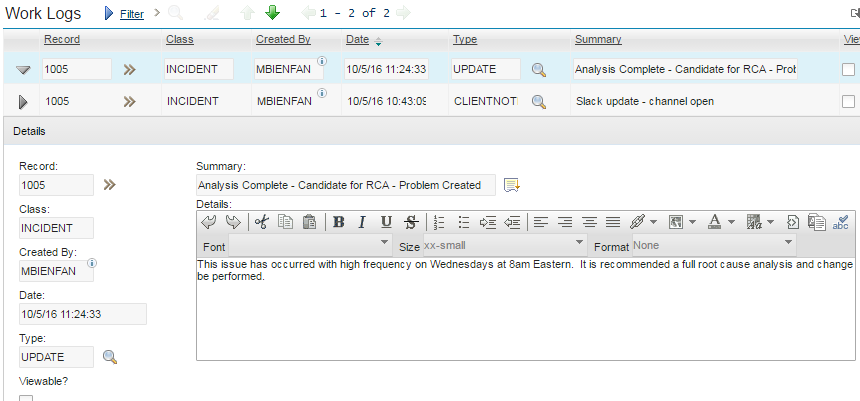 Work Logs Filter 1 - 2 of 2
Record Class Created By Date Type Summary
1005 INCIDENT MBIENFAN 10/5/16 11:24:33 UPDATE Analysis Complete - Candidate for RCA - Prob
1005 INCIDENT MBIENFAN 10/5/16 10:43:09 CLIENTNOT Slack update - channel open
Details
Record:
1005
Class:
INCIDENT
Created By:
MBIENFAN
Date:
10/5/16 11:24:33
Type:
UPDATE
Viewable?
Summary:
Analysis Complete - Candidate for RCA - Problem Created
Details:
B I U S
abc
Font Size xx-small Format None
This issue has occurred with high frequency on Wednesdays at 8am Eastern. It is recommended a full root cause analysis and change
be performed.